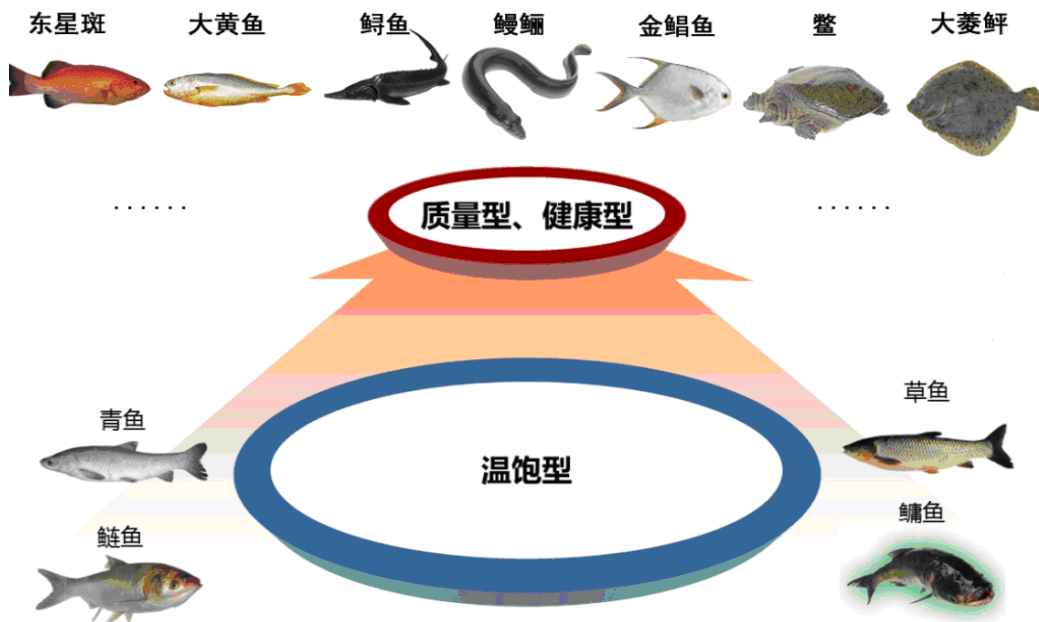 东星斑 大黄鱼 鲟鱼 鳗鲡 金鲳鱼 鳖 大菱鲆
······ ······
质量型、健康型
青鱼 草鱼
温饱型
鲢鱼 鳙鱼